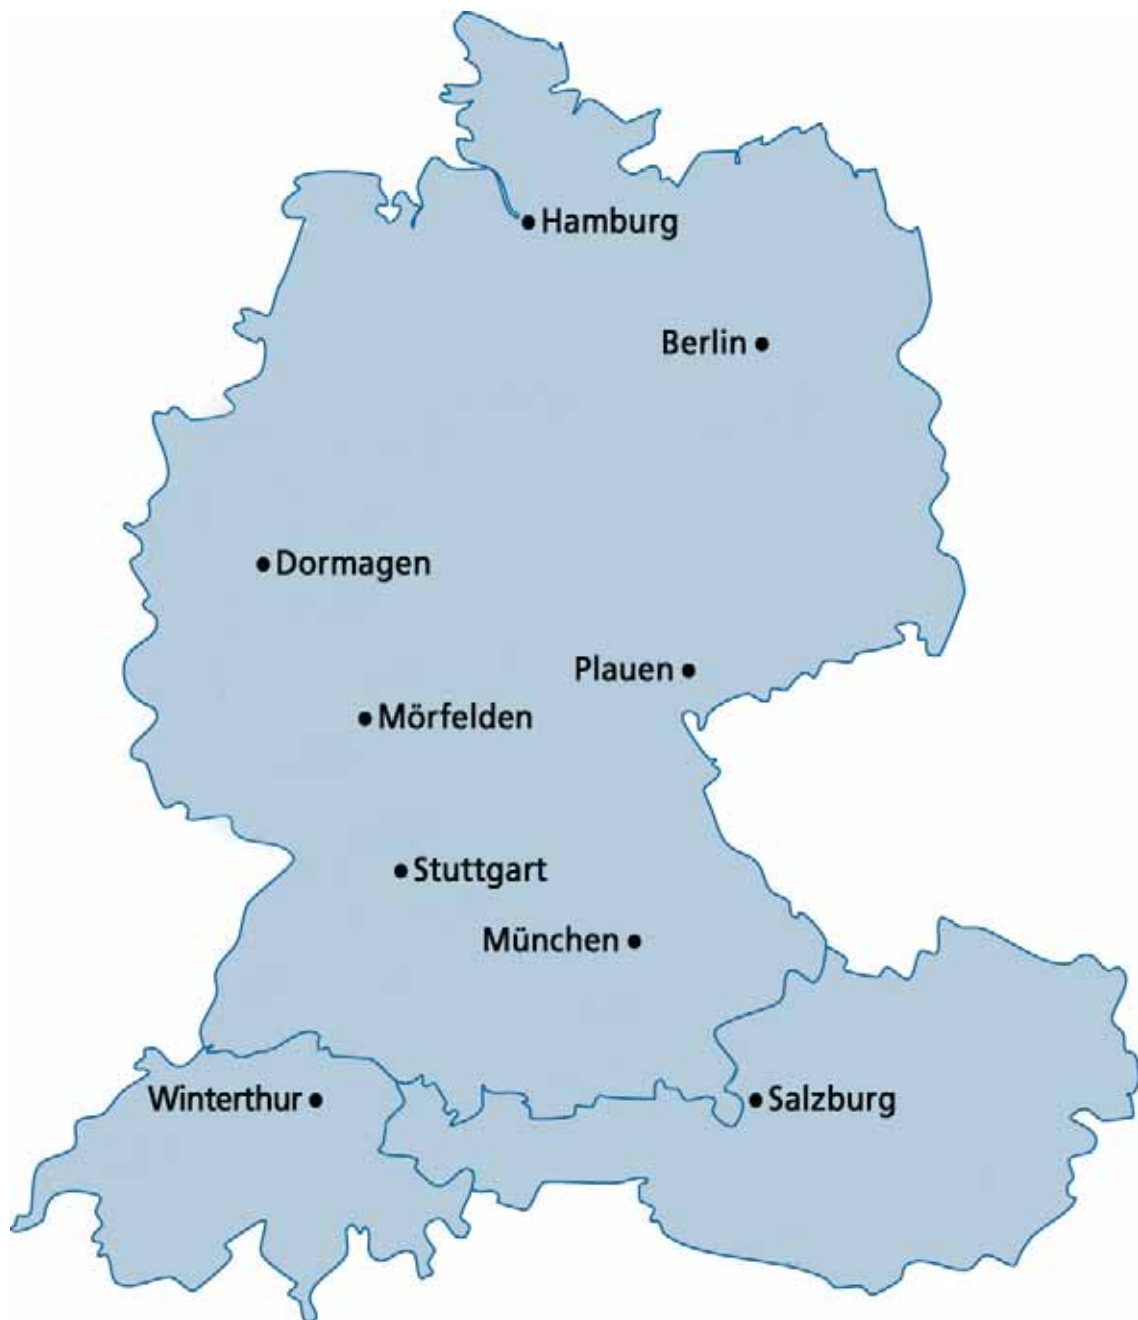 Hamburg
Berlin
Dormagen
Plauen
Mörfelden
Stuttgart
München
Winterthur
Salzburg